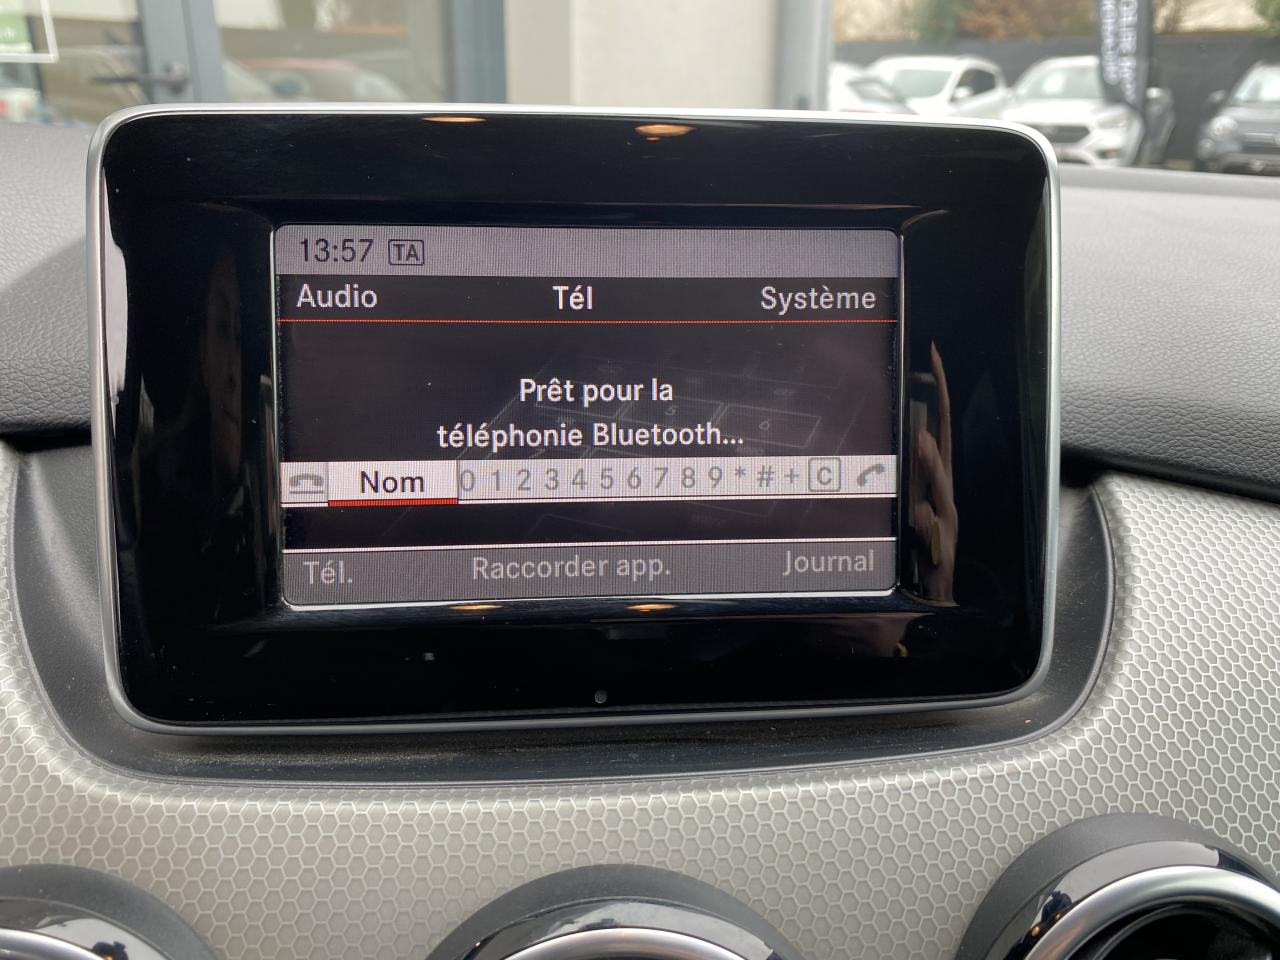 13:57 TA
Audio Tél Système
Prêt pour la
téléphonie Bluetooth...
Nom 0 1 2 3 4 5 6 7 8 9 * # + C
Tél. Raccorder app. Journal